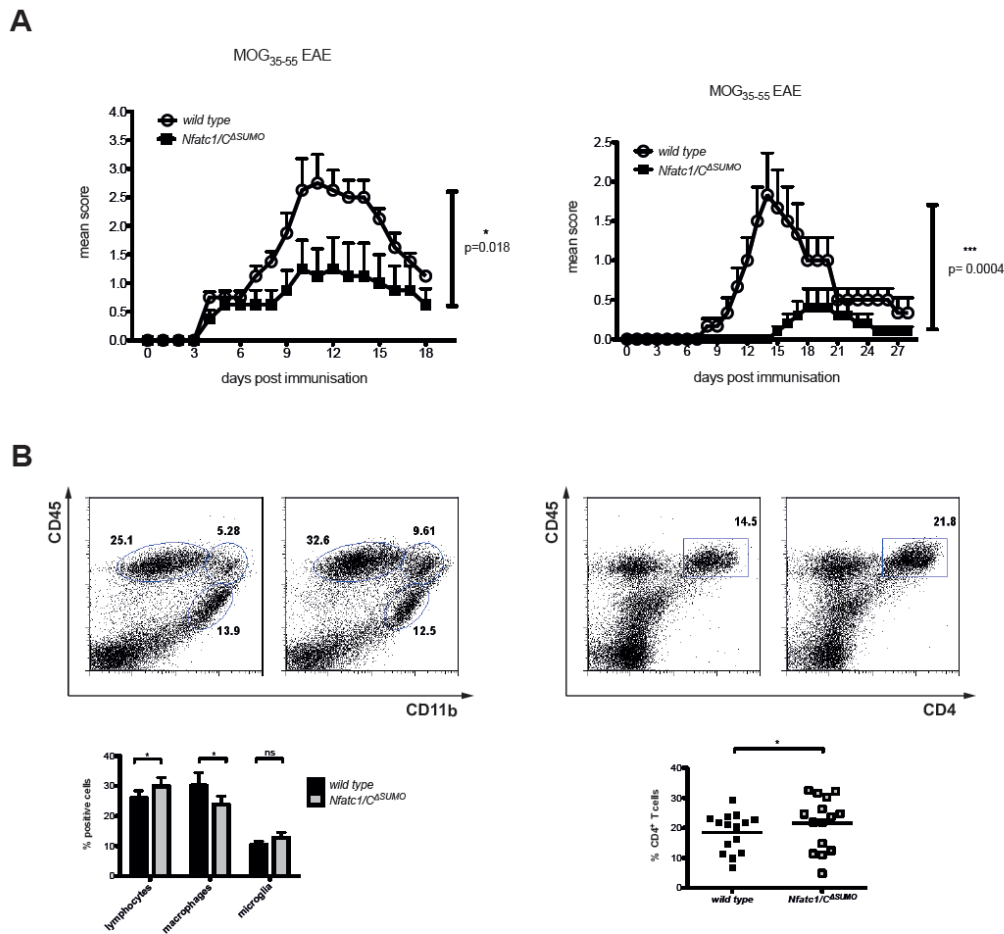 A
MOG35-55 EAE
mean score
4.0
3.5
3.0
2.5
2.0
1.5
1.0
0.5
0.0
wild type
Nfatc1/CΔSUMO
0 3 6 9 12 15 18
days post immunisation
*
p=0.018
MOG35-55 EAE
mean score
2.5
2.0
1.5
1.0
0.5
0.0
wild type
Nfatc1/CΔSUMO
0 3 6 9 12 15 18 21 24 27
days post immunisation
***
p= 0.0004
B
CD45
25.1
5.28
13.9
32.6
9.61
12.5
CD11b
CD45
14.5
21.8
CD4
% positive cells
40
30
20
10
0
* * ns
lymphocytes
macrophages
microglia
wild type
Nfatc1/CΔSUMO
% CD4+ T cells
40
30
20
10
0
*
wild type
Nfatc1/CΔSUMO